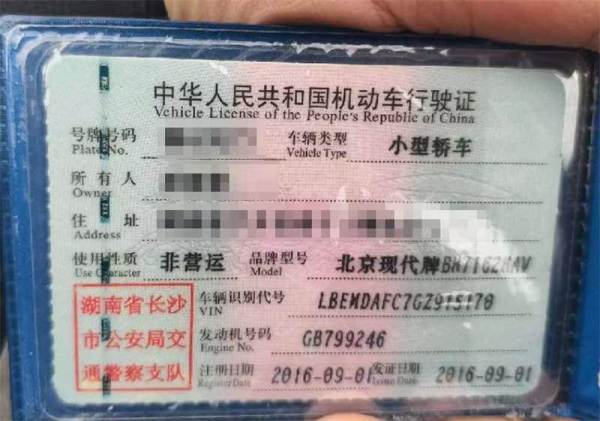 中华人民共和国机动车行驶证
Vehicle License of the People's Republic of China
号牌号码 车辆类型 小型轿车
Plate No. Vehicle Type
所有人
Owner
住址
Address
使用性质 非营运 品牌型号 北京现代牌
Use Character Model
湖南省长沙 车辆识别代号
市公安局交 VIN
通警察支队 发动机号码 GB799246
Engine No.
注册日期 2016-09-01 发证日期 2016-09-01
Register Date Issue Date